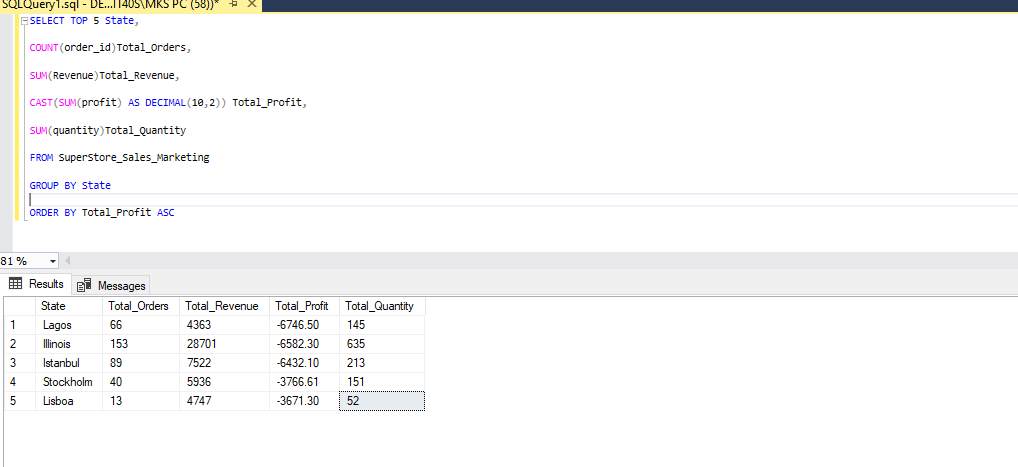 SQLQuery1.sql - DE...IT40S\MKS PC (58))*
SELECT TOP 5 State,
COUNT(order_id)Total_Orders,
SUM(Revenue)Total_Revenue,
CAST(SUM(profit) AS DECIMAL(10,2)) Total_Profit,
SUM(quantity)Total_Quantity
FROM SuperStore_Sales_Marketing
GROUP BY State
ORDER BY Total_Profit ASC
81 %
Results Messages
State Total_Orders Total_Revenue Total_Profit Total_Quantity
1 Lagos 66 4363 -6746.50 145
2 Illinois 153 28701 -6582.30 635
3 Istanbul 89 7522 -6432.10 213
4 Stockholm 40 5936 -3766.61 151
5 Lisboa 13 4747 -3671.30 52